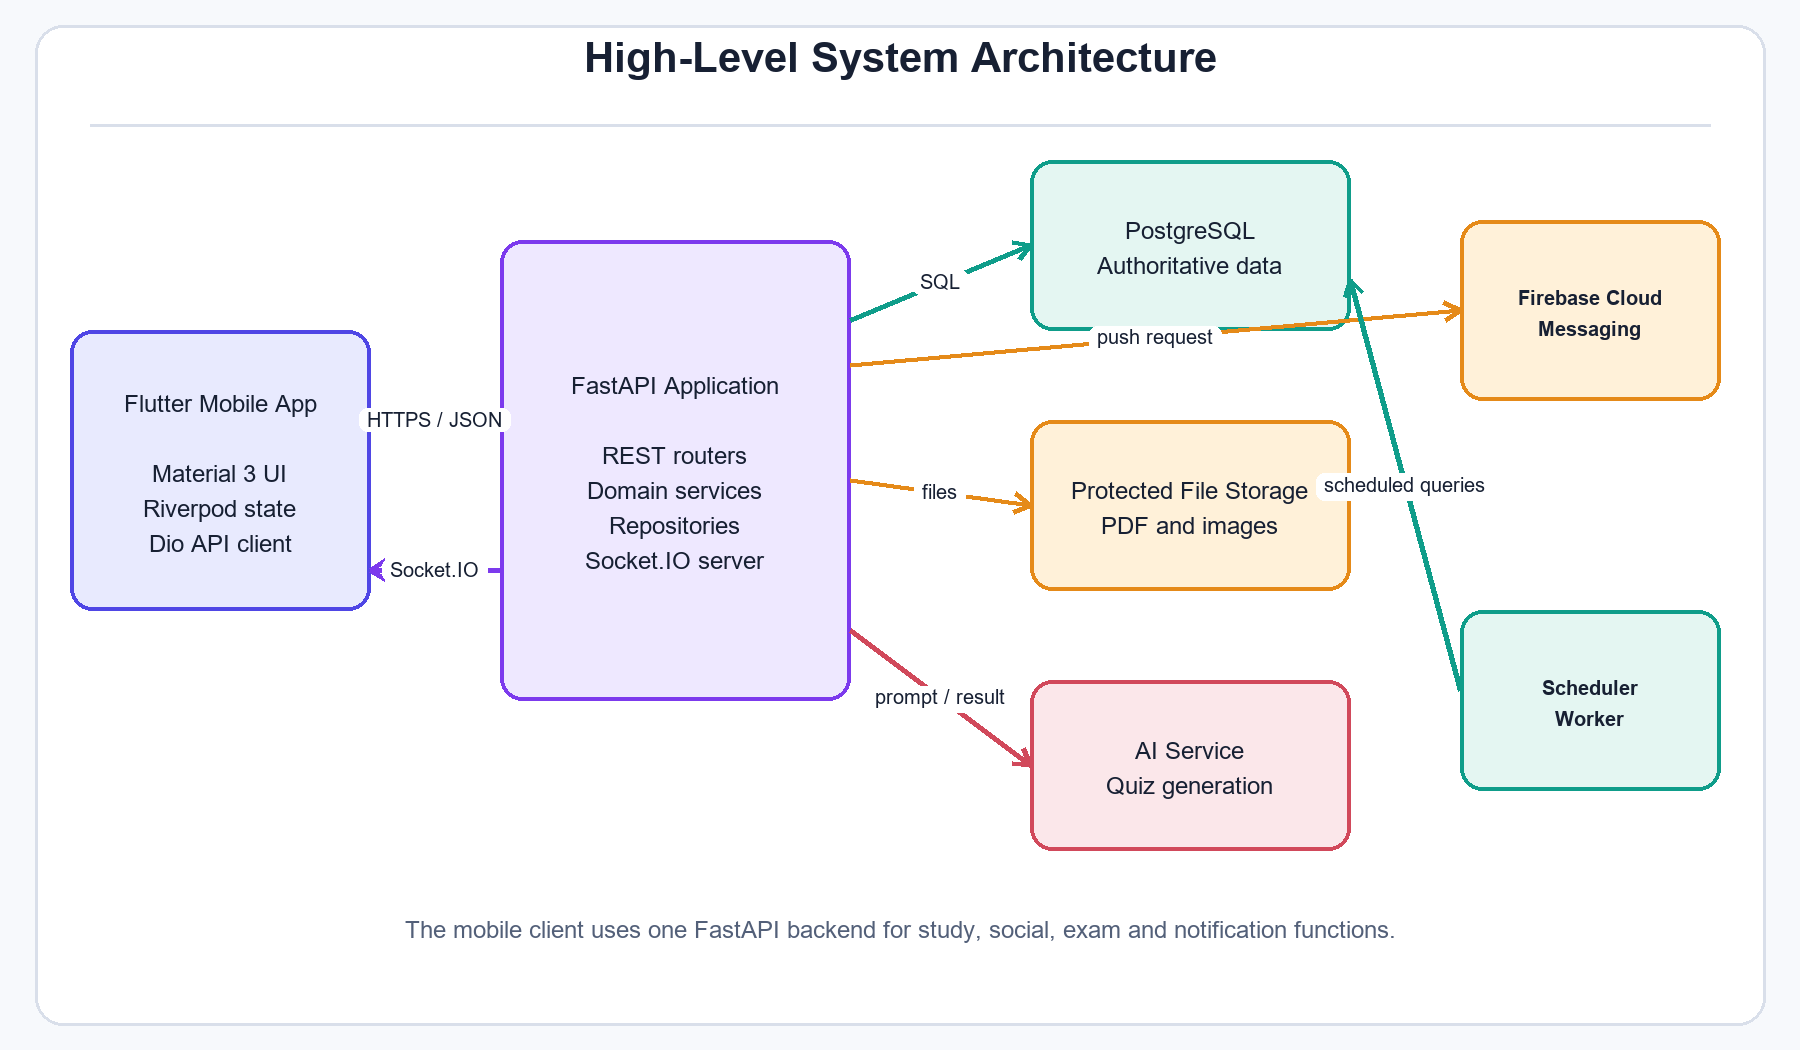 High-Level System Architecture
Flutter Mobile App
Material 3 UI
Riverpod state
Dio API client
HTTPS / JSON
Socket.IO
FastAPI Application
REST routers
Domain services
Repositories
Socket.IO server
SQL
push request
files
prompt / result
PostgreSQL
Authoritative data
Protected File Storage
PDF and images
AI Service
Quiz generation
scheduled queries
Firebase Cloud
Messaging
Scheduler
Worker
The mobile client uses one FastAPI backend for study, social, exam and notification functions.